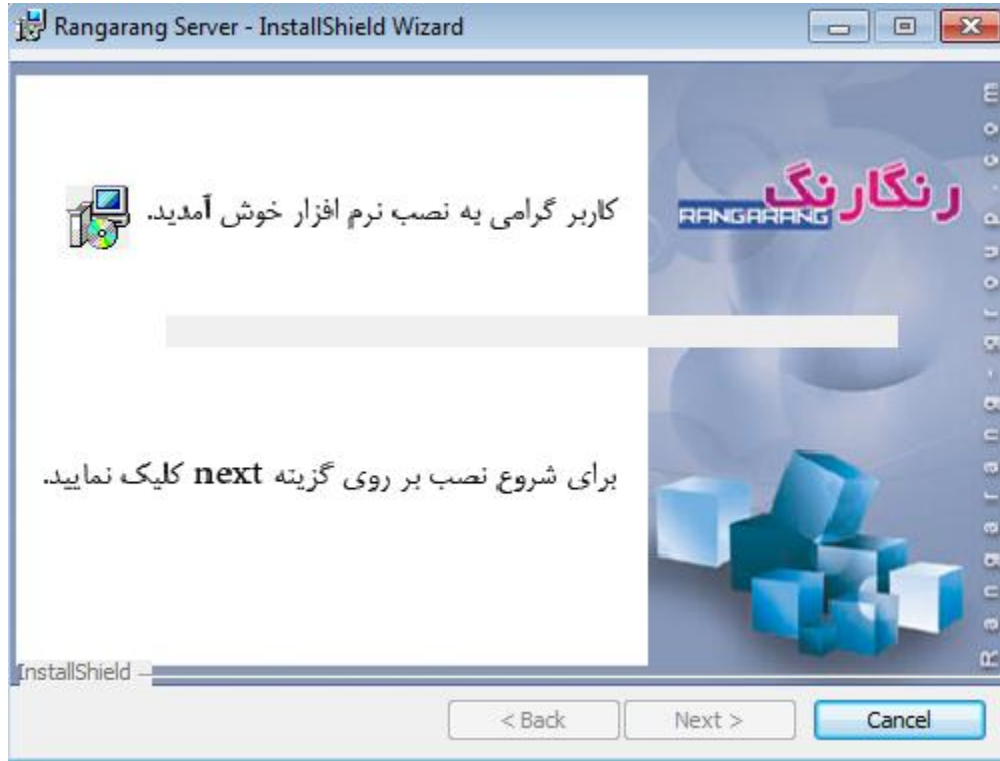 Rangarang Server - InstallShield Wizard
رنگارنگ
RANGARANG
کاربر گرامی به نصب نرم افزار خوش آمدید.
برای شروع نصب بر روی گزیته next کلیک نمایید.
Rangarang-group.com
InstallShield
< Back
Next >
Cancel